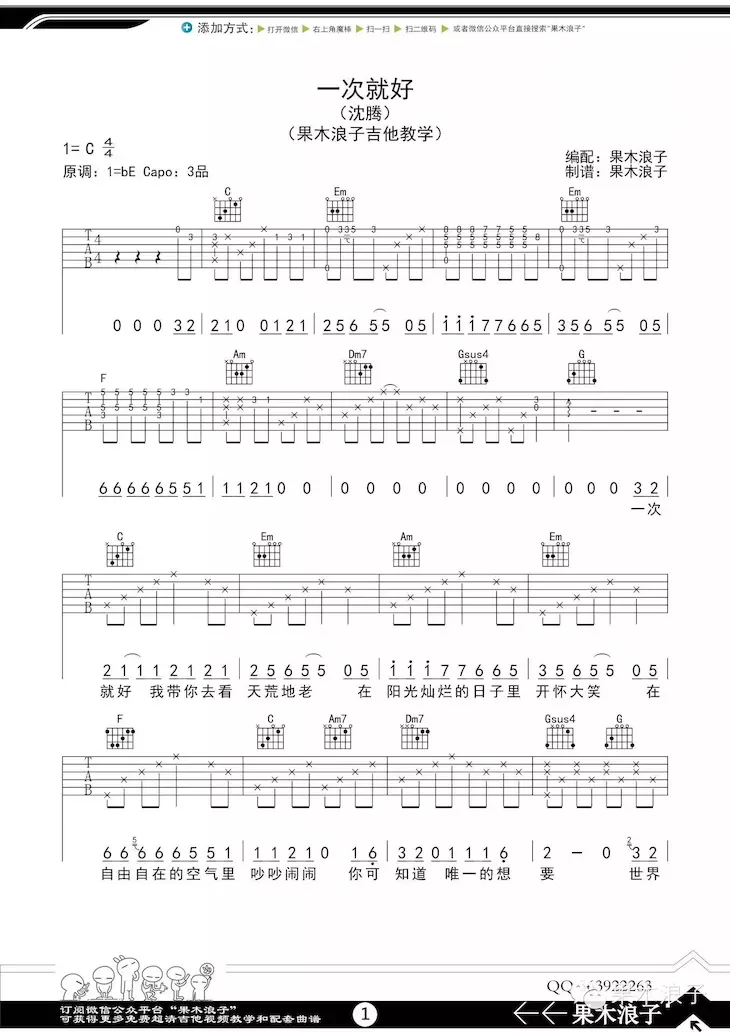 添加方式: ▶打开微信 ▶右上角魔棒 ▶扫一扫 ▶扫二维码 ▶或者微信公众平台直接搜索"果木浪子"
一次就好
(沈腾)
(果木浪子吉他教学)
1= C 4/4
原调: 1=bE Capo: 3品
编配: 果木浪子
制谱: 果木浪子
C Em Em
TAB 4/4
0 0 0 3 2 | 2 1 0 0 1 2 1 | 2 5 6 5 5 0 5 | i i i 7 7 6 6 5 | 3 5 6 5 5 0 5
F Am Dm7 Gsus4 G
TAB
6 6 6 6 6 5 5 1 | 1 1 2 1 0 0 | 0 0 0 0 | 0 0 0 0 | 0 0 0 3 2
一次
C Em Am Em
TAB
2 1 1 1 2 1 2 1 | 2 5 6 5 5 0 5 | i i i 7 7 6 6 5 | 3 5 6 5 5 0 5
就好 我带你去看 天荒地老 在 阳光灿烂的日子里 开怀大笑 在
F C Am7 Dm7 Gsus4 G
TAB
6 6 6 6 6 5 5 1 | 1 1 2 1 0 1 6 | 3 2 0 1 1 1 6 | 2 - 0 3 2
自由自在的空气里 吵吵闹闹 你可 知道 唯一的想 要 世界
QQ
63922263
订阅微信公众平台“果木浪子”
可获得更多免费超清吉他视频教学和配套曲谱
1
果木浪子
果木浪子